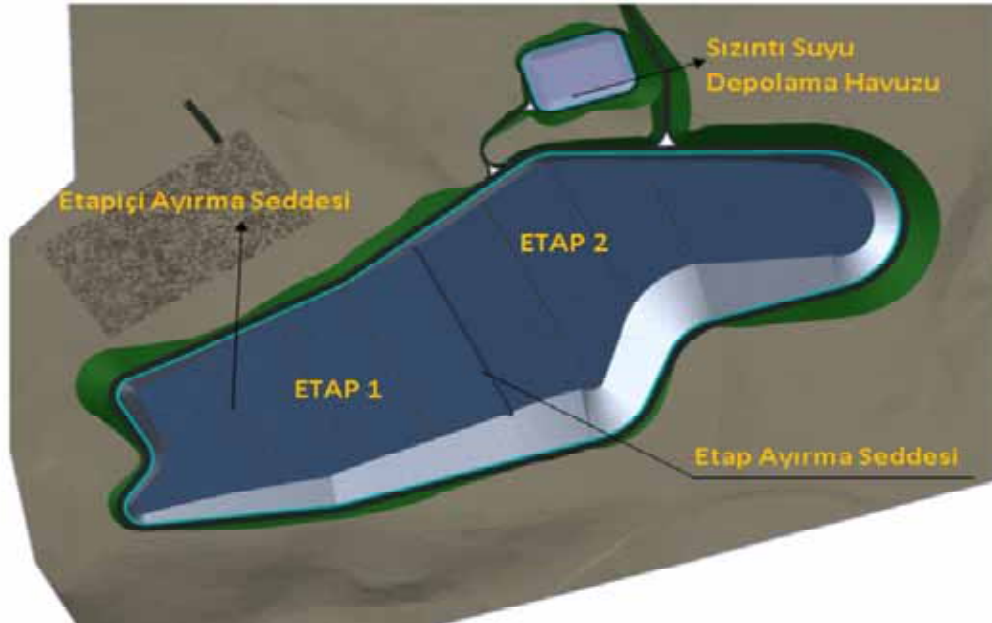 Sızıntı Suyu
Depolama Havuzu
Etapiçi Ayırma Seddesi
ETAP 2
ETAP 1
Etap Ayırma Seddesi